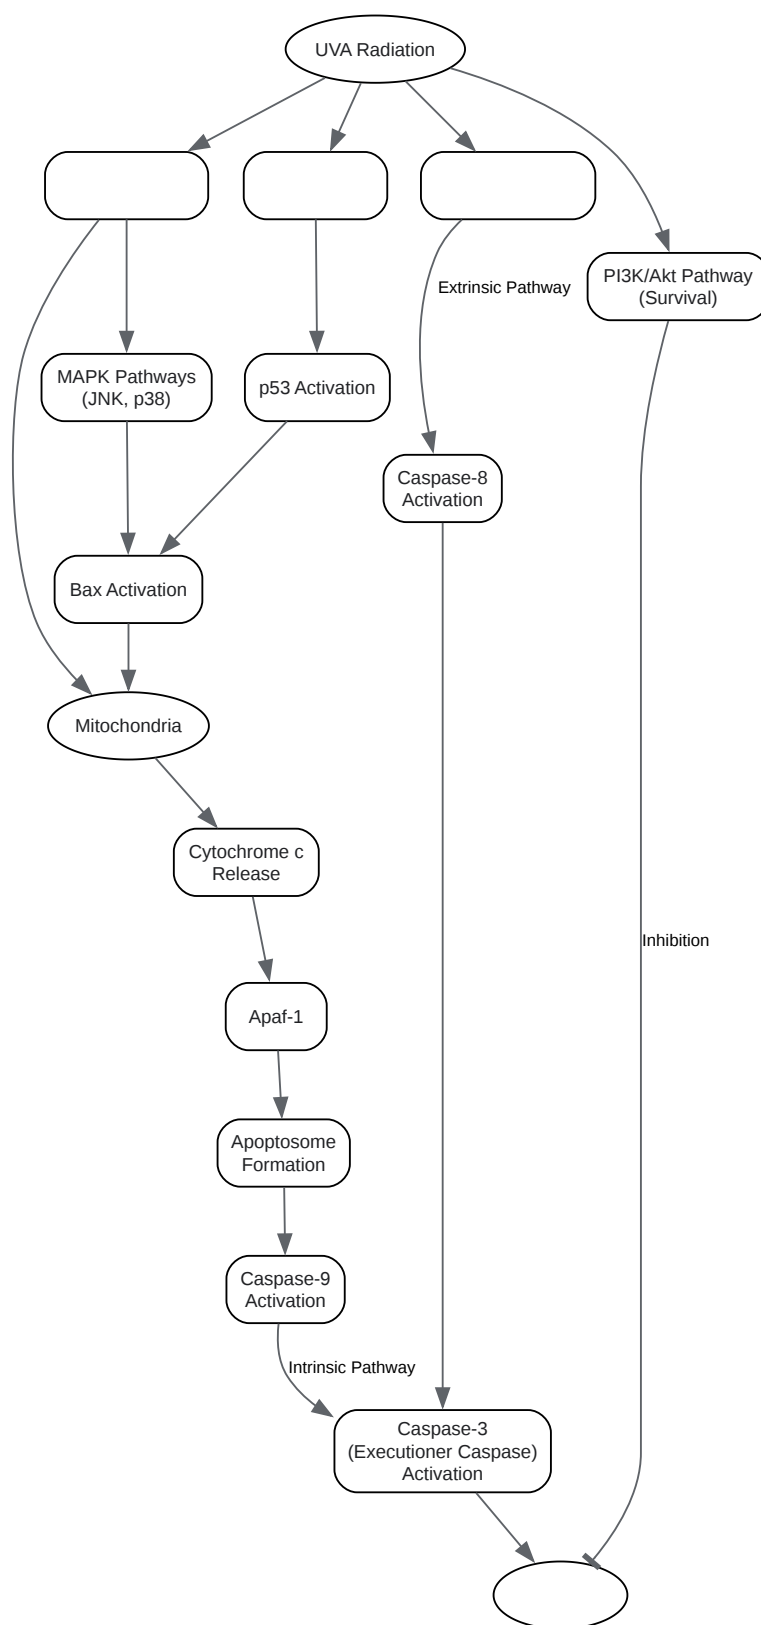 UVA Radiation
PI3K/Akt Pathway
(Survival)
Extrinsic Pathway
MAPK Pathways
(JNK, p38)
p53 Activation
Caspase-8
Activation
Bax Activation
Mitochondria
Cytochrome c
Release
Inhibition
Apaf-1
Apoptosome
Formation
Caspase-9
Activation
Intrinsic Pathway
Caspase-3
(Executioner Caspase)
Activation